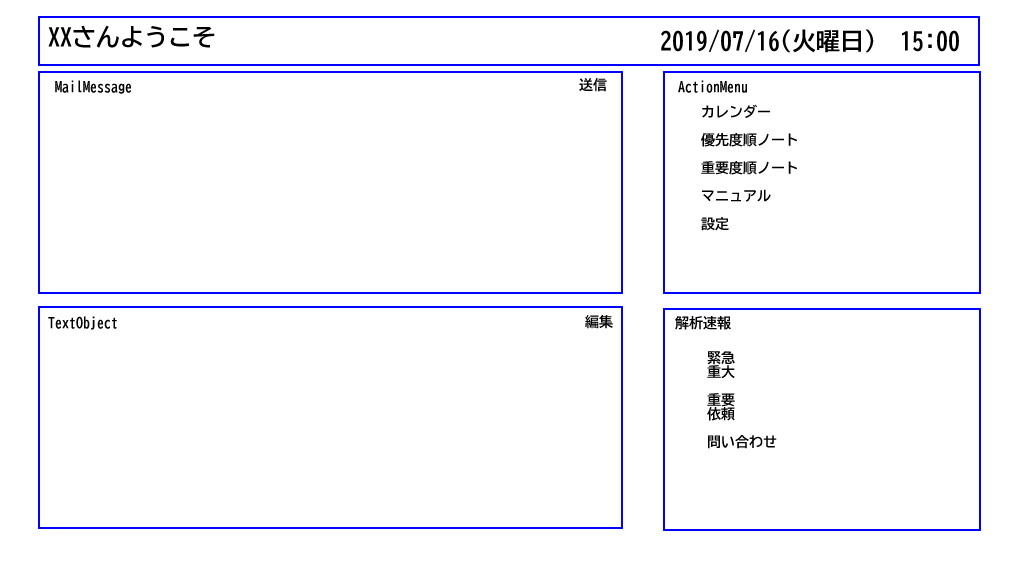 XXさんようこそ
2019/07/16(火曜日) 15:00
MailMessage 送信
ActionMenu
カレンダー
優先度順ノート
重要度順ノート
マニュアル
設定
TextObject 編集
解析速報
緊急
重大
重要
依頼
問い合わせ